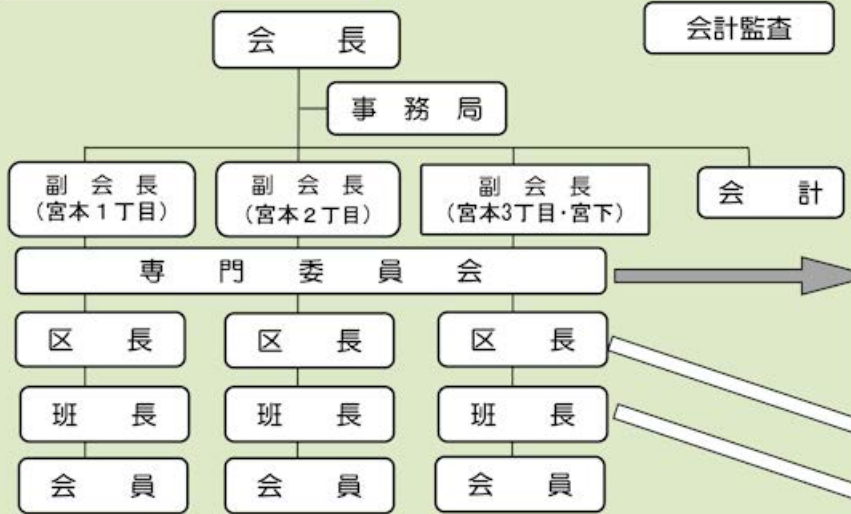 会長
会計監査
事務局
副会長
(宮本1丁目)
副会長
(宮本2丁目)
副会長
(宮本3丁目・宮下)
会計
専門委員会
区長
区長
区長
班長
班長
班長
会員
会員
会員